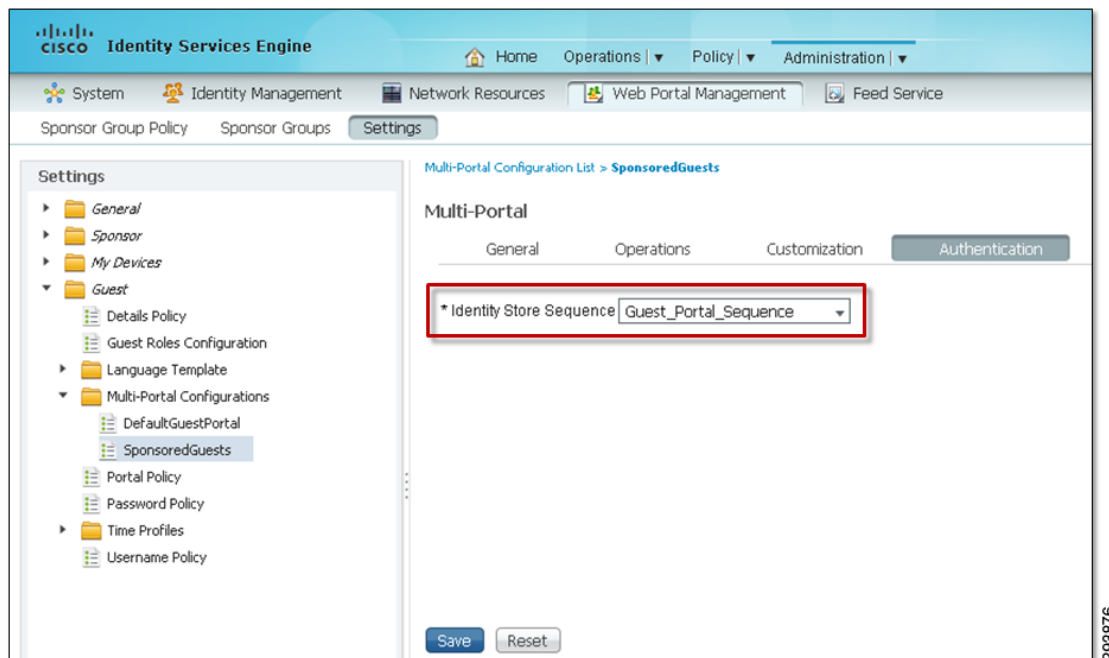 CISCO Identity Services Engine
Home Operations | ▼ Policy | ▼ Administration | ▼
System Identity Management Network Resources Web Portal Management Feed Service
Sponsor Group Policy Sponsor Groups Settings
Settings
General
Sponsor
My Devices
Guest
Details Policy
Guest Roles Configuration
Language Template
Multi-Portal Configurations
DefaultGuestPortal
SponsoredGuests
Portal Policy
Password Policy
Time Profiles
Username Policy
Multi-Portal Configuration List > SponsoredGuests
Multi-Portal
General Operations Customization Authentication
* Identity Store Sequence Guest_Portal_Sequence
Save Reset